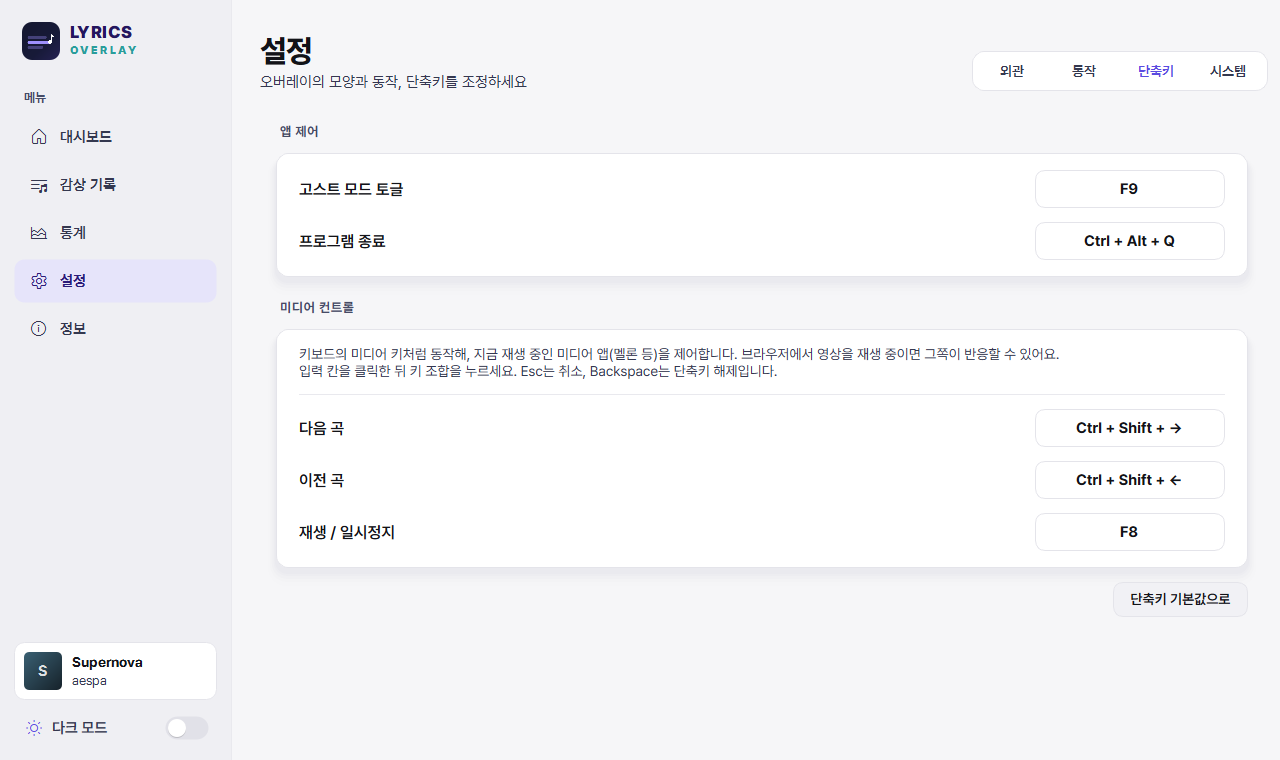 LYRICS
OVERLAY
메뉴
대시보드
감상 기록
통계
설정
정보
Supernova
aespa
S
다크 모드
설정
오버레이의 모양과 동작, 단축키를 조정하세요
외관
동작
단축키
시스템
앱 제어
고스트 모드 토글
F9
프로그램 종료
Ctrl + Alt + Q
미디어 컨트롤
키보드의 미디어 키처럼 동작해, 지금 재생 중인 미디어 앱(멜론 등)을 제어합니다. 브라우저에서 영상을 재생 중이면 그쪽이 반응할 수 있어요.
입력 칸을 클릭한 뒤 키 조합을 누르세요. Esc는 취소, Backspace는 단축키 해제입니다.
다음 곡
Ctrl + Shift + →
이전 곡
Ctrl + Shift + ←
재생 / 일시정지
F8
단축키 기본값으로